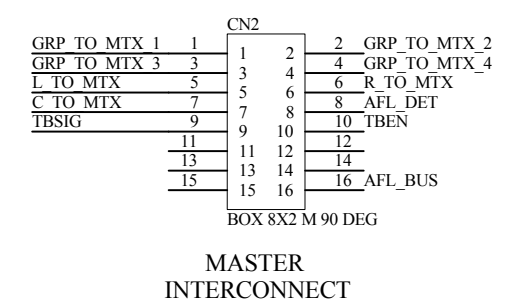 CN2
GRP_TO_MTX_1 1 1 2 2 GRP_TO_MTX_2
GRP_TO_MTX_3 3 3 4 4 GRP_TO_MTX_4
L_TO_MTX 5 5 6 6 R_TO_MTX
C_TO_MTX 7 7 8 8 AFL_DET
TBSIG 9 9 10 10 TBEN
11 11 12 12
13 13 14 14
15 15 16 16 AFL_BUS
BOX 8X2 M 90 DEG
MASTER
INTERCONNECT